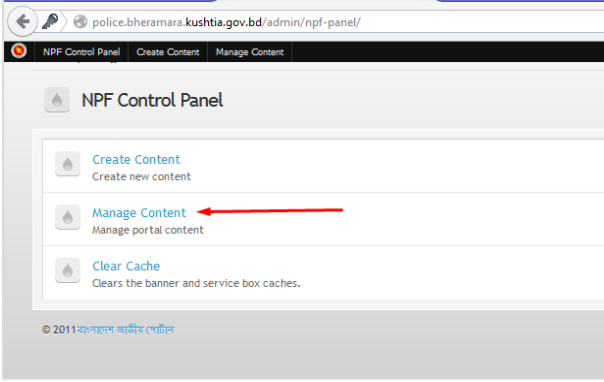 police.bheramara.kushtia.gov.bd/admin/npf-panel/
NPF Control Panel Create Content Manage Content
NPF Control Panel
Create Content
Create new content
Manage Content
Manage portal content
Clear Cache
Clears the banner and service box caches.
© 2011 বাংলাদেশ জাতীয় পোর্টাল